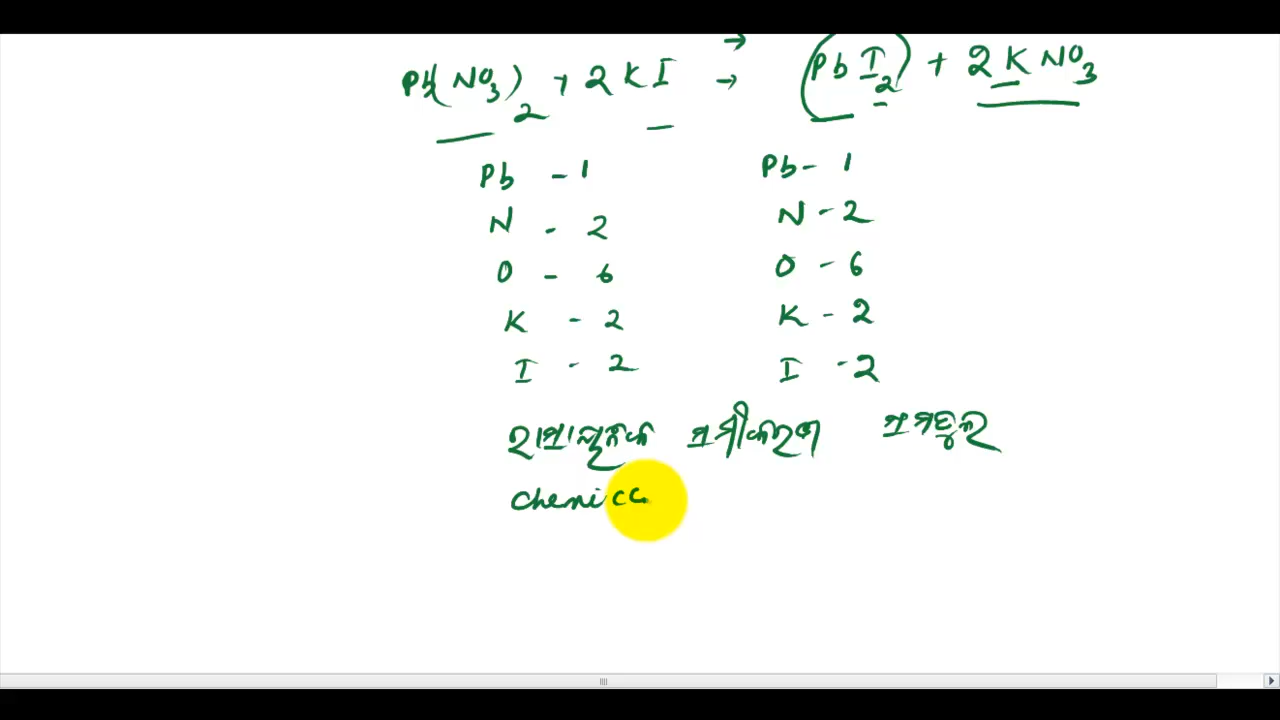 Pb(NO₃)₂ + 2KI → PbI₂ + 2KNO₃
Pb - 1 Pb - 1
N - 2 N - 2
O - 6 O - 6
K - 2 K - 2
I - 2 I - 2
ରାସାୟନିକ ସମୀକରଣ ସମତୁଲ
chemica